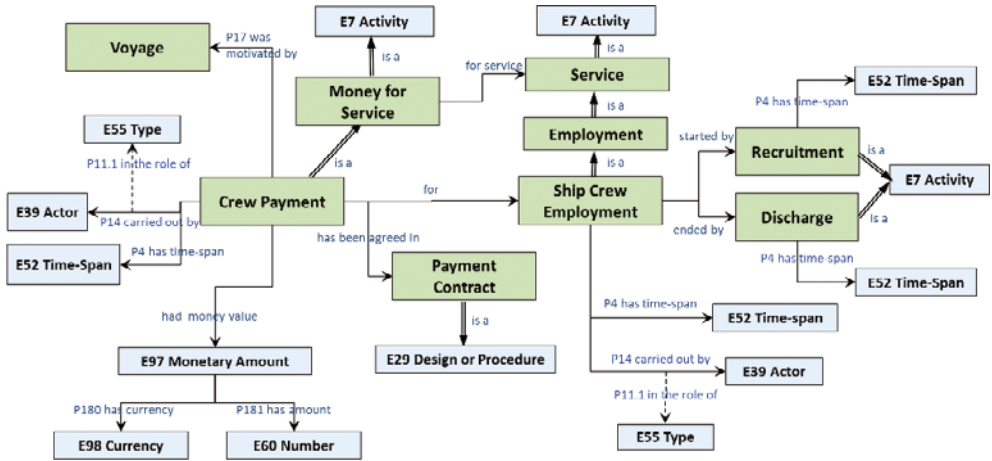 E7 Activity
E7 Activity
Voyage
P17 was
motivated by
is a
is a
for service
Service
E52 Time-Span
Money for
Service
is a
P4 has time-span
E55 Type
Employment
started by
Recruitment
is a
P11.1 in the role of
is a
is a
E7 Activity
Crew Payment
for
Ship Crew
Employment
E39 Actor
P14 carried out by
Discharge
is a
has been agreed in
ended by
P4 has time-span
E52 Time-Span
P4 has time-span
Payment
Contract
E52 Time-Span
P4 has time-span
had money value
is a
E52 Time-span
E97 Monetary Amount
E29 Design or Procedure
P14 carried out by
E39 Actor
P11.1 in the role of
P180 has currency
P181 has amount
E98 Currency
E60 Number
E55 Type